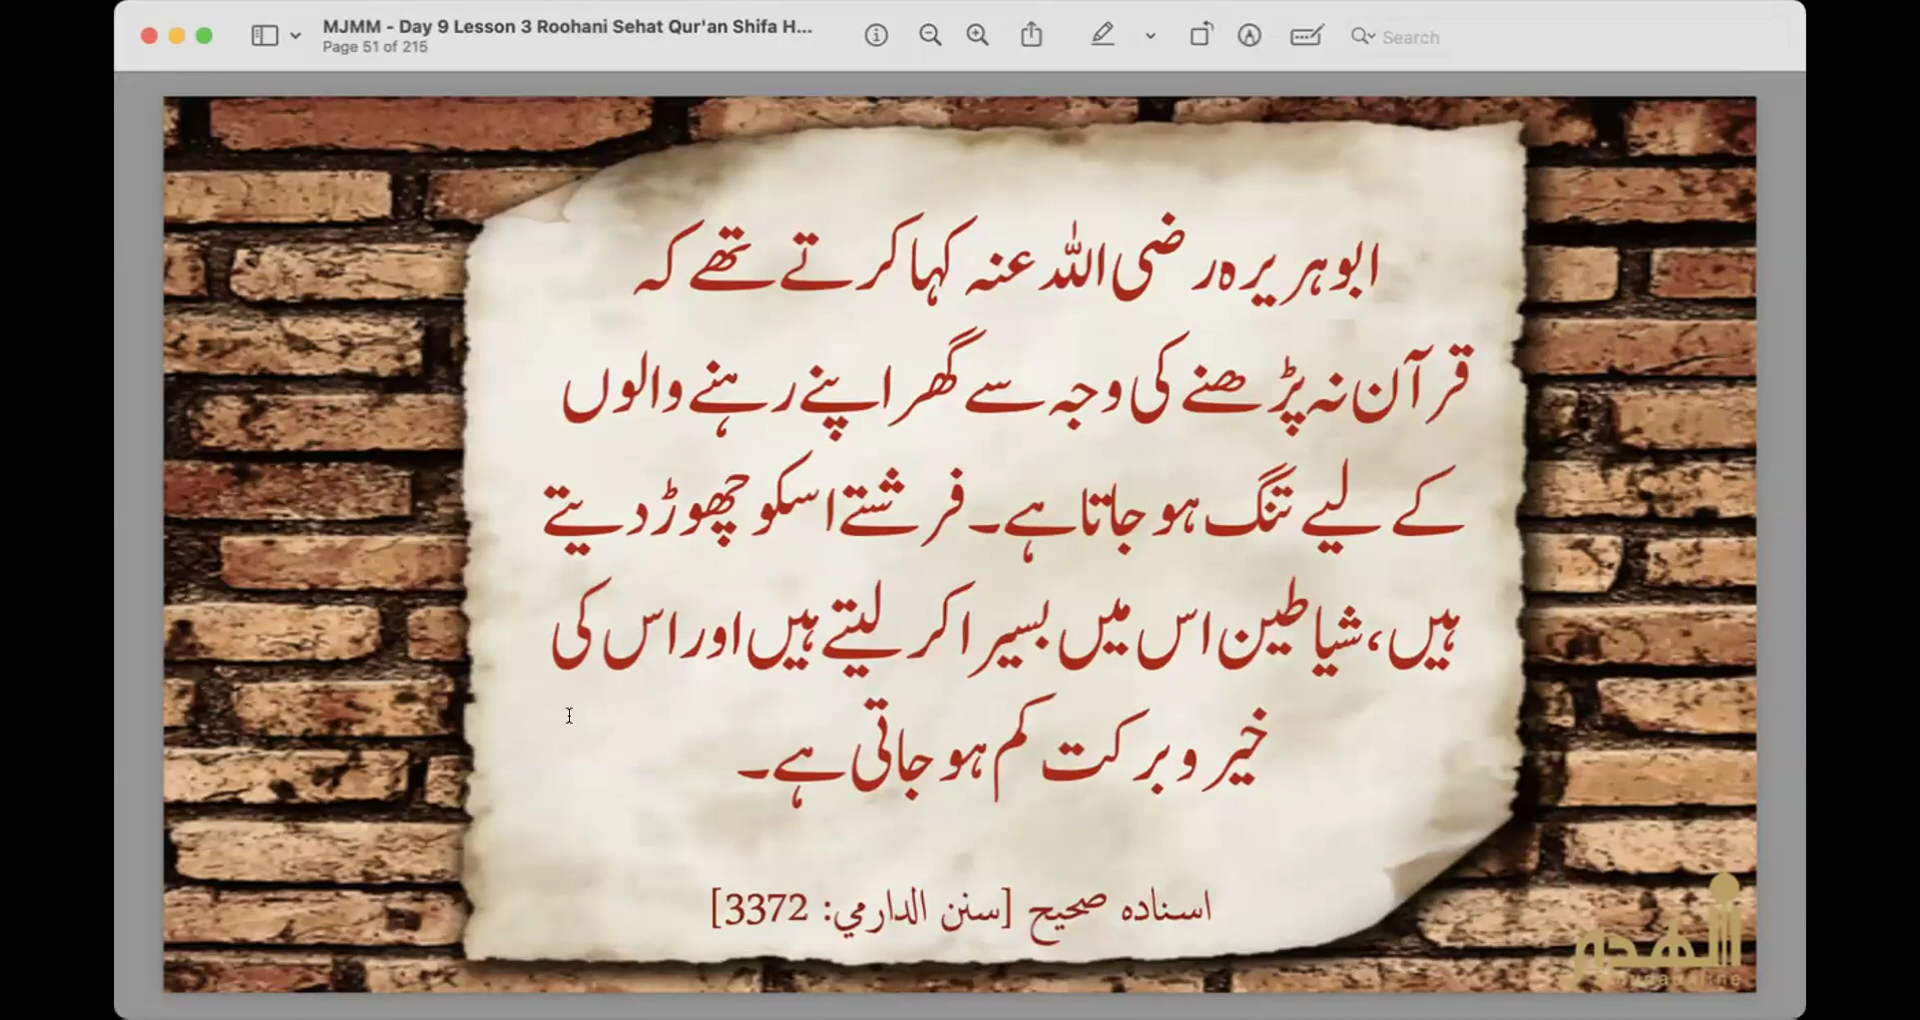 MJMM - Day 9 Lesson 3 Roohani Sehat Qur'an Shifa H...
Page 51 of 215
Search
ابوہریرہ رضی اللہ عنہ کہا کرتے تھے کہ
قرآن نہ پڑھنے کی وجہ سے گھر اپنے رہنے والوں
کے لیے تنگ ہو جاتا ہے۔ فرشتے اسکو چھوڑ دیتے
ہیں، شیاطین اس میں بسیرا کر لیتے ہیں اور اس کی
خیر و برکت کم ہو جاتی ہے۔
اسناده صحيح [سنن الدارمي: 3372]
الهدى